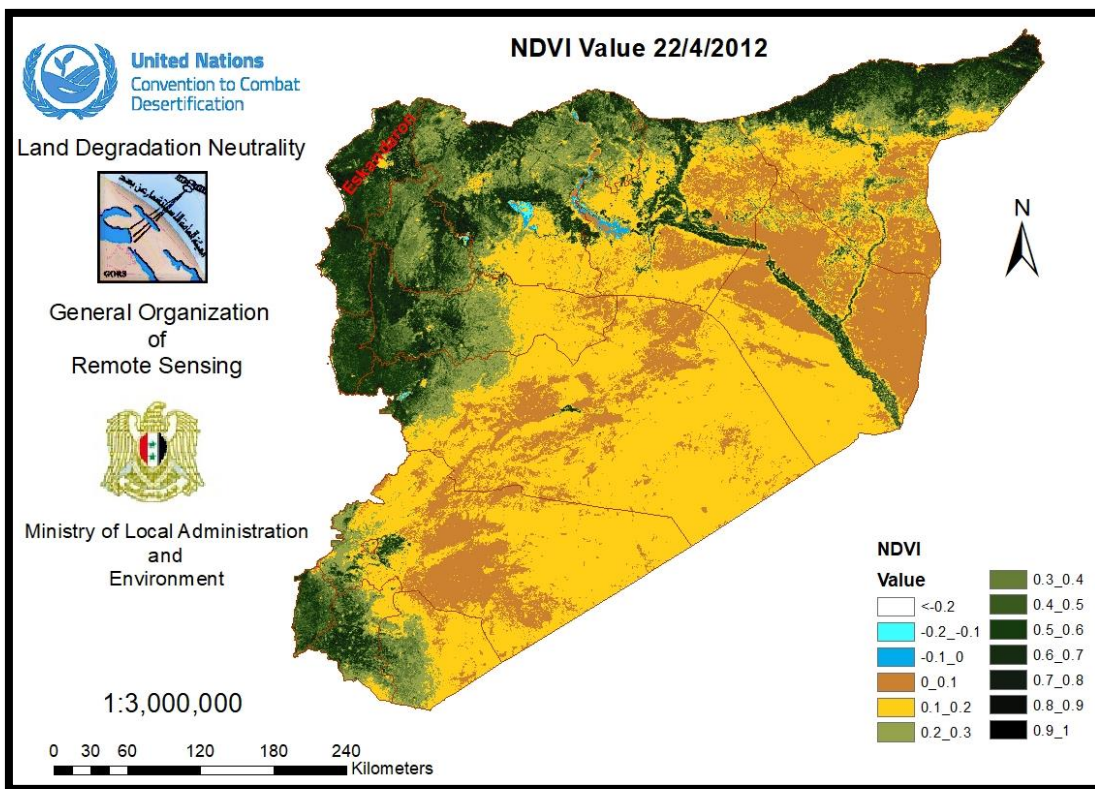 NDVI Value 22/4/2012
United Nations
Convention to Combat
Desertification
Land Degradation Neutrality
GORS
General Organization
of
Remote Sensing
Ministry of Local Administration
and
Environment
1:3,000,000
0 30 60 120 180 240
Kilometers
Eskandaron
N
NDVI
Value
<-0.2
-0.2_-0.1
-0.1_0
0_0.1
0.1_0.2
0.2_0.3
0.3_0.4
0.4_0.5
0.5_0.6
0.6_0.7
0.7_0.8
0.8_0.9
0.9_1